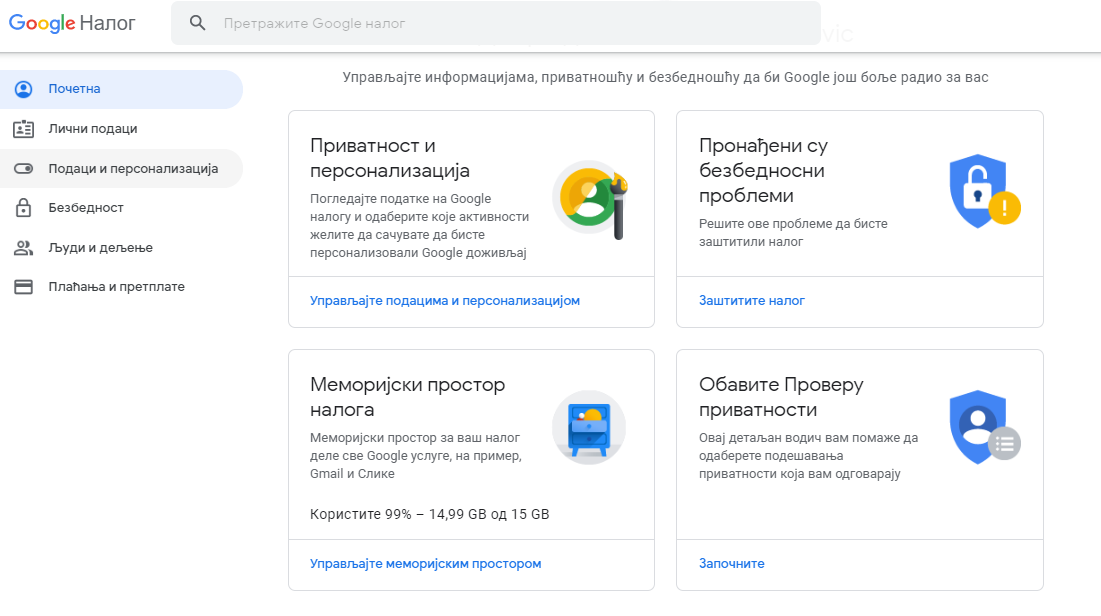 Google Налог
Претражите Google налог
vic
Управљајте информацијама, приватношћу и безбедношћу да би Google још боље радио за вас
Почетна
Лични подаци
Подаци и персонализација
Безбедност
Људи и дељење
Плаћања и претплате
Приватност и
персонализација
Погледајте податке на Google
налогу и одаберите које активности
желите да сачувате да бисте
персонализовали Google доживљај
Управљајте подацима и персонализацијом
Пронађени су
безбедносни
проблеми
Решите ове проблеме да бисте
заштитили налог
Заштитите налог
Меморијски простор
налога
Меморијски простор за ваш налог
деле све Google услуге, на пример,
Gmail и Слике
Користите 99% – 14,99 GB од 15 GB
Управљајте меморијским простором
Обавите Проверу
приватности
Овај детаљан водич вам помаже да
одаберете подешавања
приватности која вам одговарају
Започните